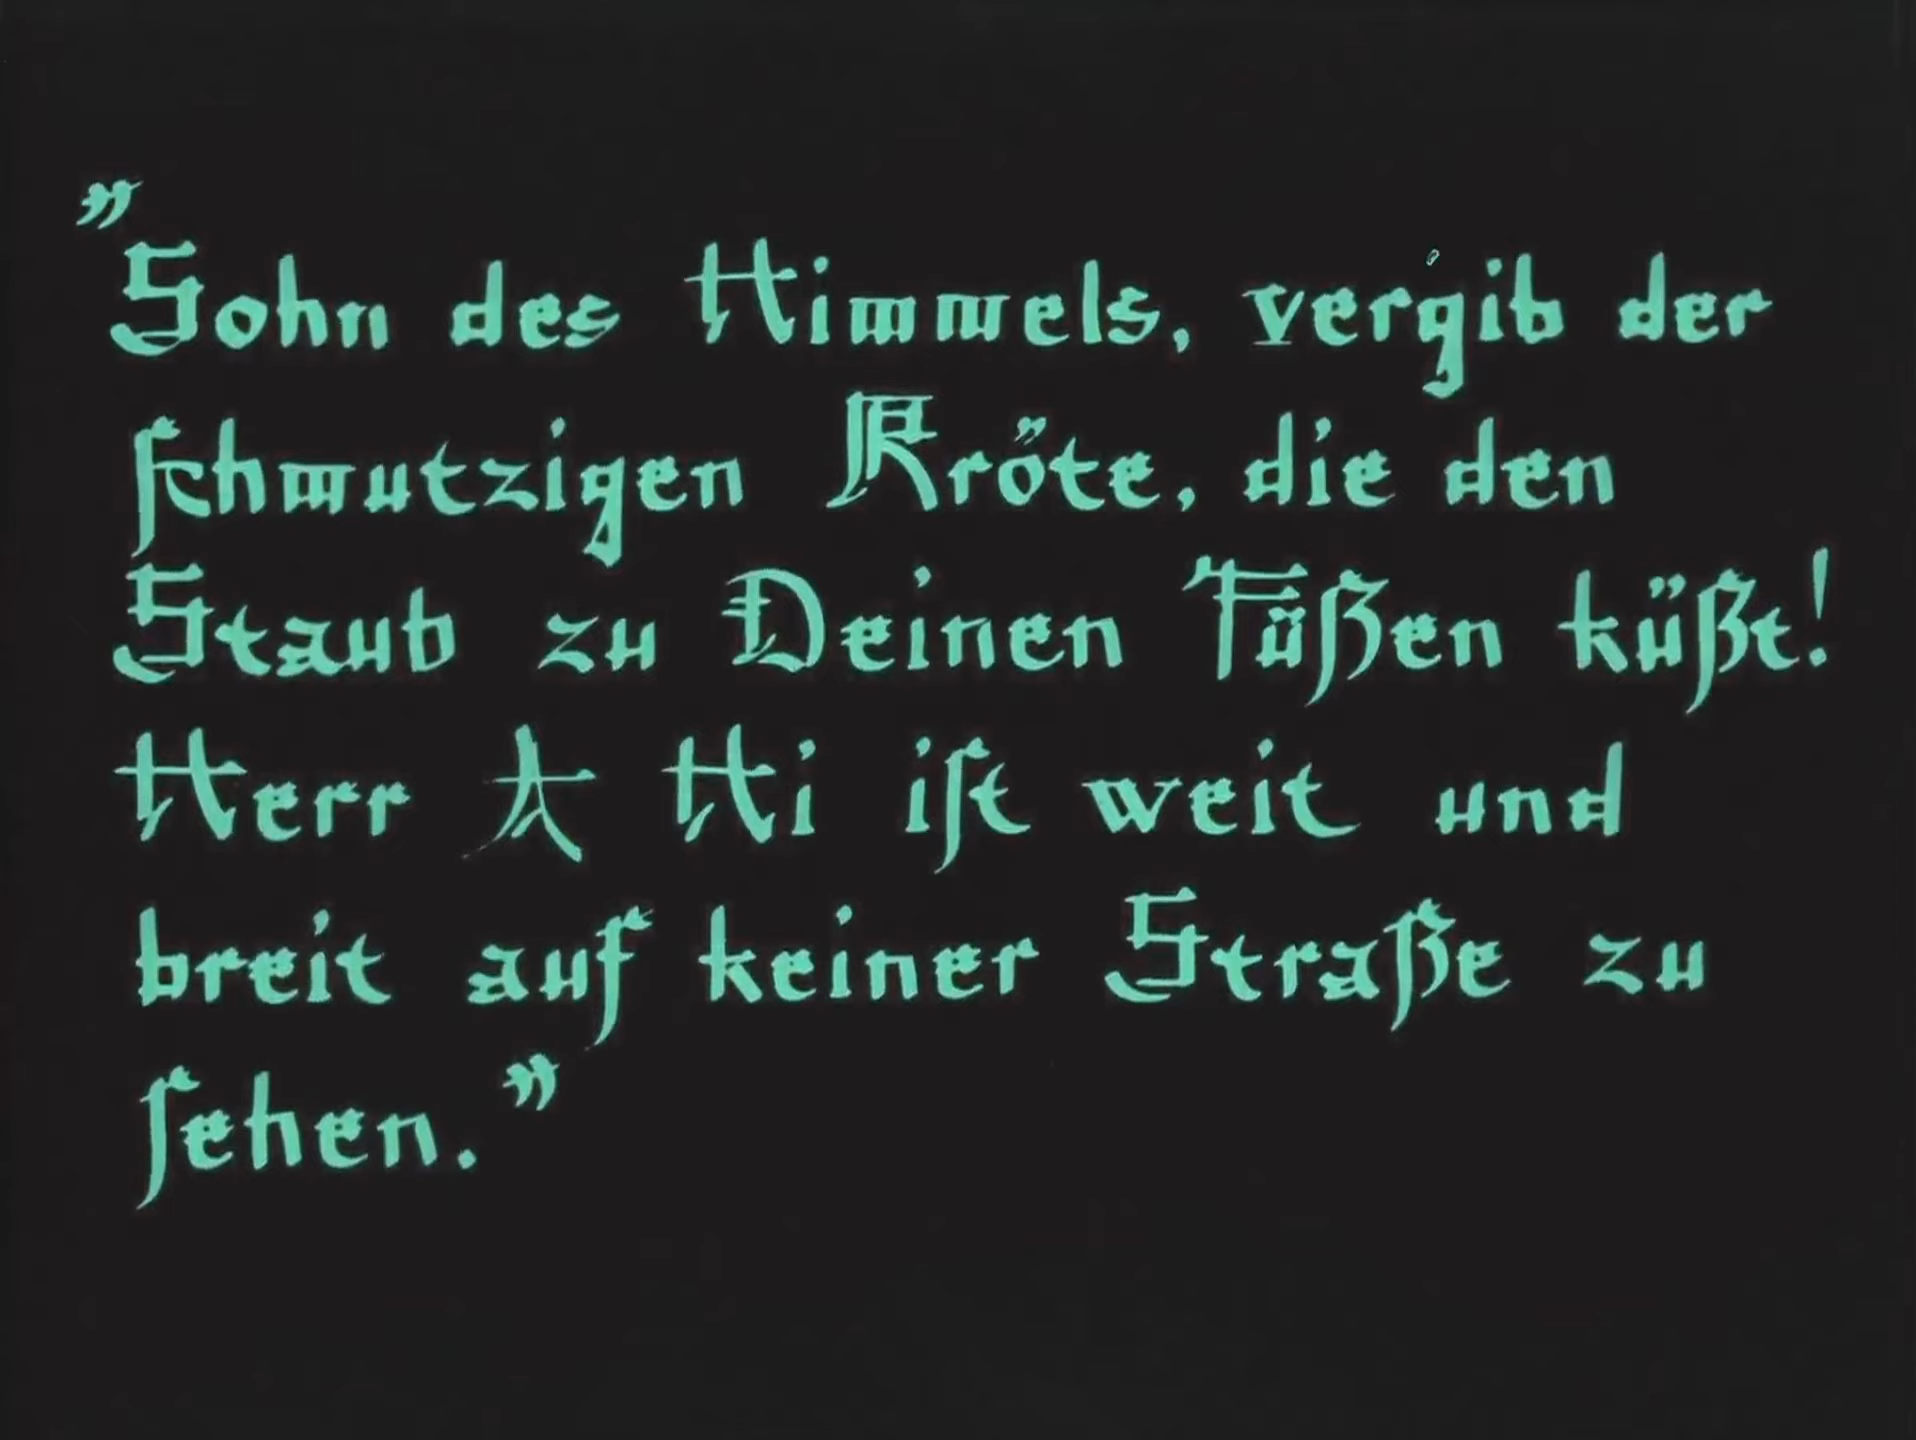 ”Sohn des Himmels, vergib der
ſchmutzigen Kröte, die den
Staub zu Deinen Füßen küßt!
Herr A Hi iſt weit und
breit auf keiner Straße zu
ſehen.”